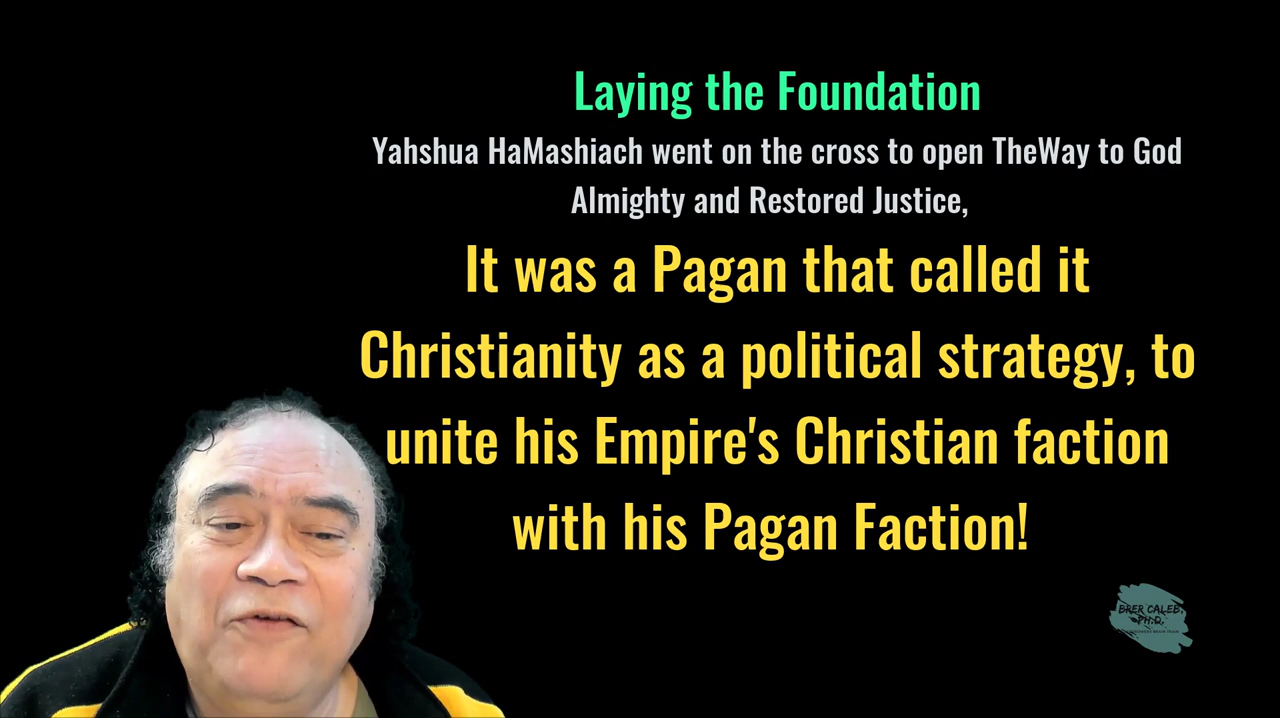 Laying the Foundation
Yahshua HaMashiach went on the cross to open TheWay to God
Almighty and Restored Justice,
It was a Pagan that called it
Christianity as a political strategy, to
unite his Empire's Christian faction
with his Pagan Faction!
BRER CALEB,
PH.D.